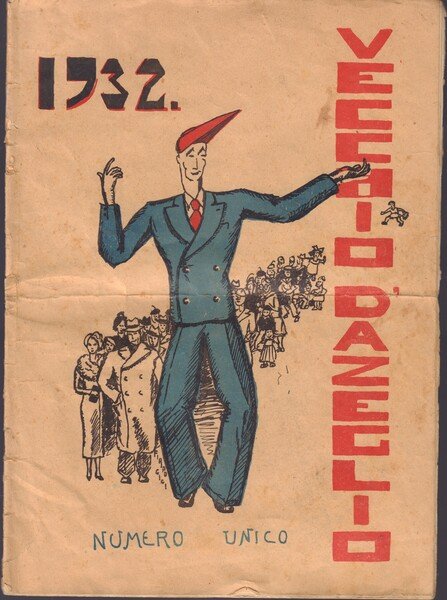 1932.
VECCHIO D'AZEGLIO
NUMERO UNICO